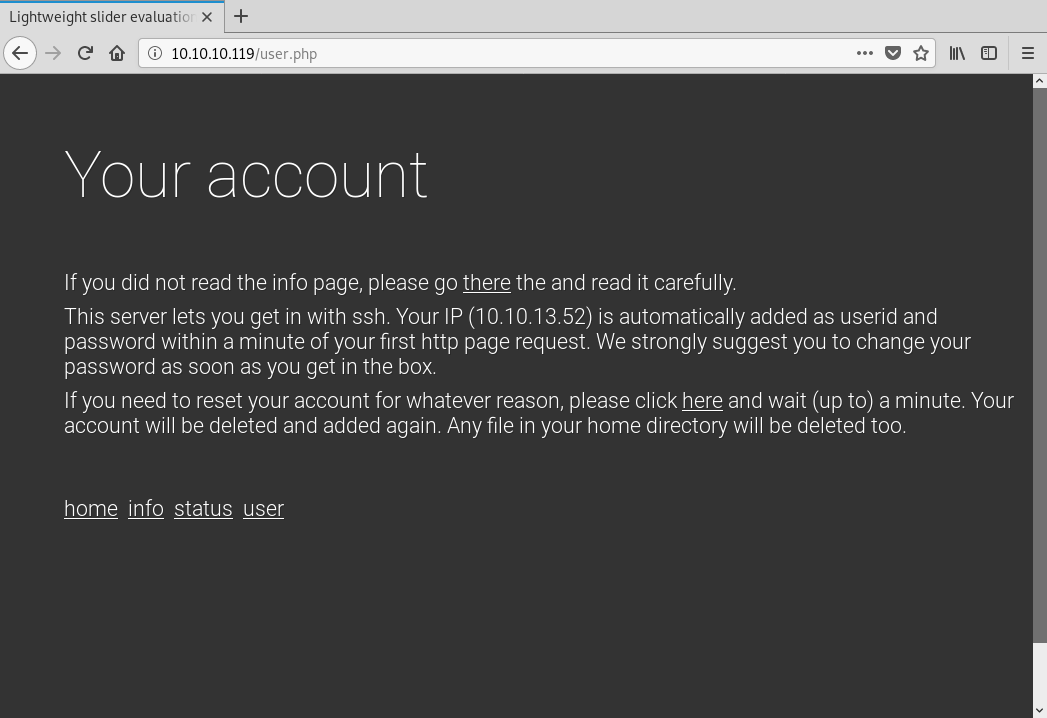 Lightweight slider evaluation
10.10.10.119/user.php
Your account
If you did not read the info page, please go there the and read it carefully.
This server lets you get in with ssh. Your IP (10.10.13.52) is automatically added as userid and
password within a minute of your first http page request. We strongly suggest you to change your
password as soon as you get in the box.
If you need to reset your account for whatever reason, please click here and wait (up to) a minute. Your
account will be deleted and added again. Any file in your home directory will be deleted too.
home info status user